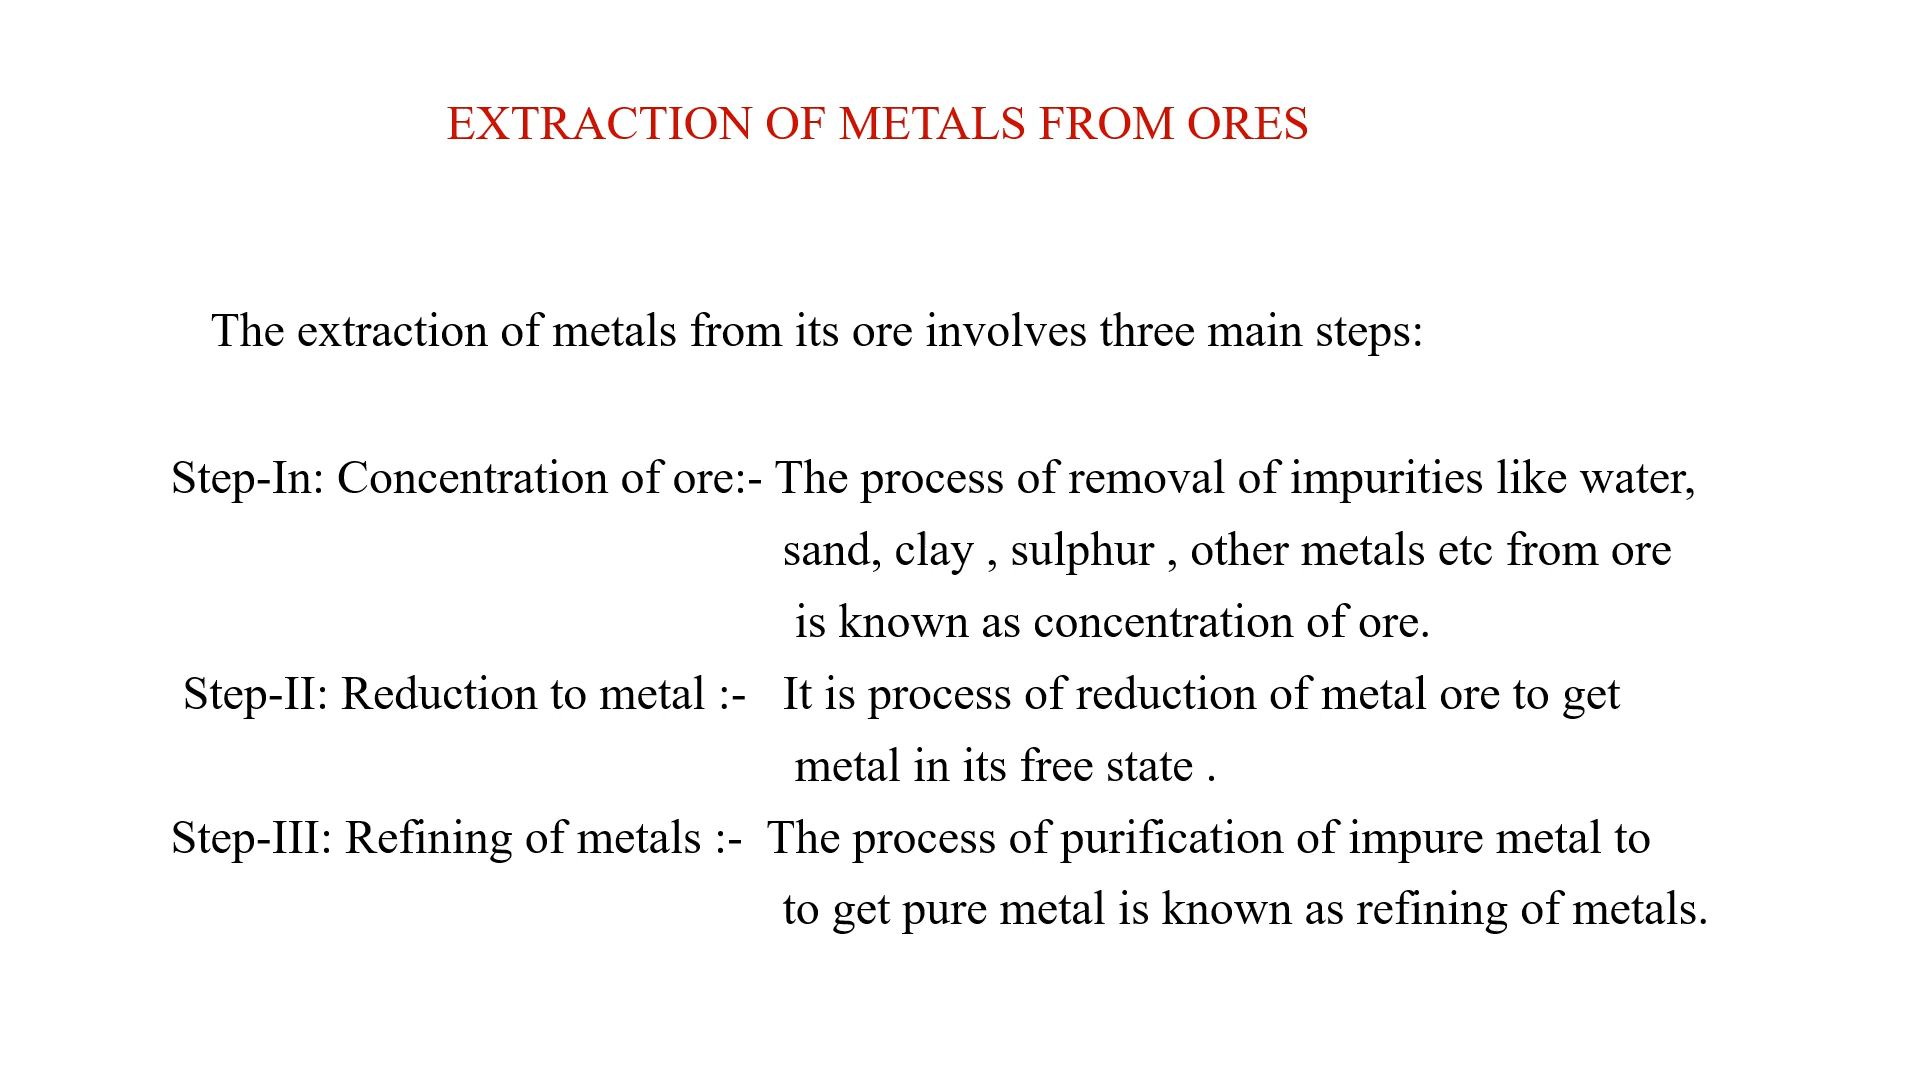 EXTRACTION OF METALS FROM ORES
The extraction of metals from its ore involves three main steps:
Step-In: Concentration of ore:- The process of removal of impurities like water,
sand, clay , sulphur , other metals etc from ore
is known as concentration of ore.
Step-II: Reduction to metal :- It is process of reduction of metal ore to get
metal in its free state .
Step-III: Refining of metals :- The process of purification of impure metal to
to get pure metal is known as refining of metals.